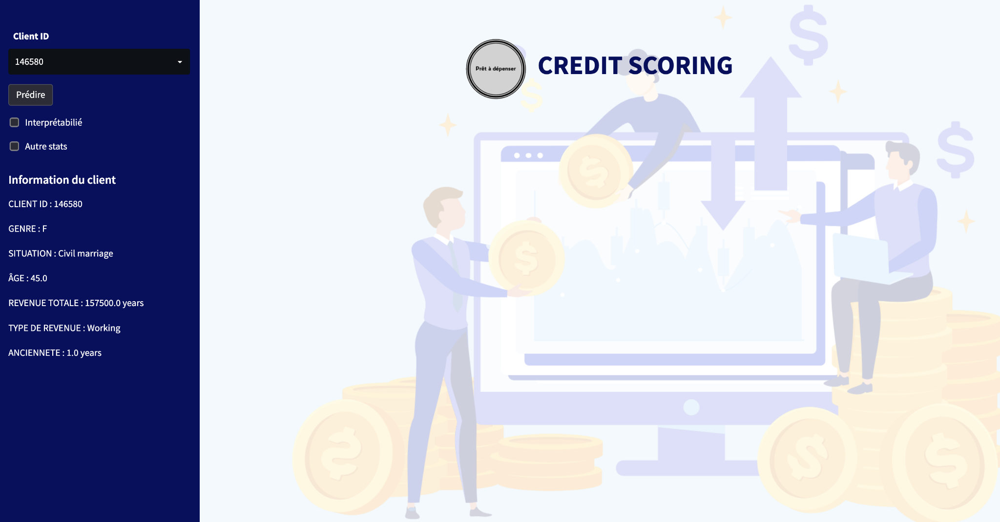 Client ID
146580
Prédire
Interprétabilié
Autre stats
Information du client
CLIENT ID : 146580
GENRE : F
SITUATION : Civil marriage
ÂGE : 45.0
REVENUE TOTALE : 157500.0 years
TYPE DE REVENUE : Working
ANCIENNETE : 1.0 years
Prêt à dépenser
CREDIT SCORING